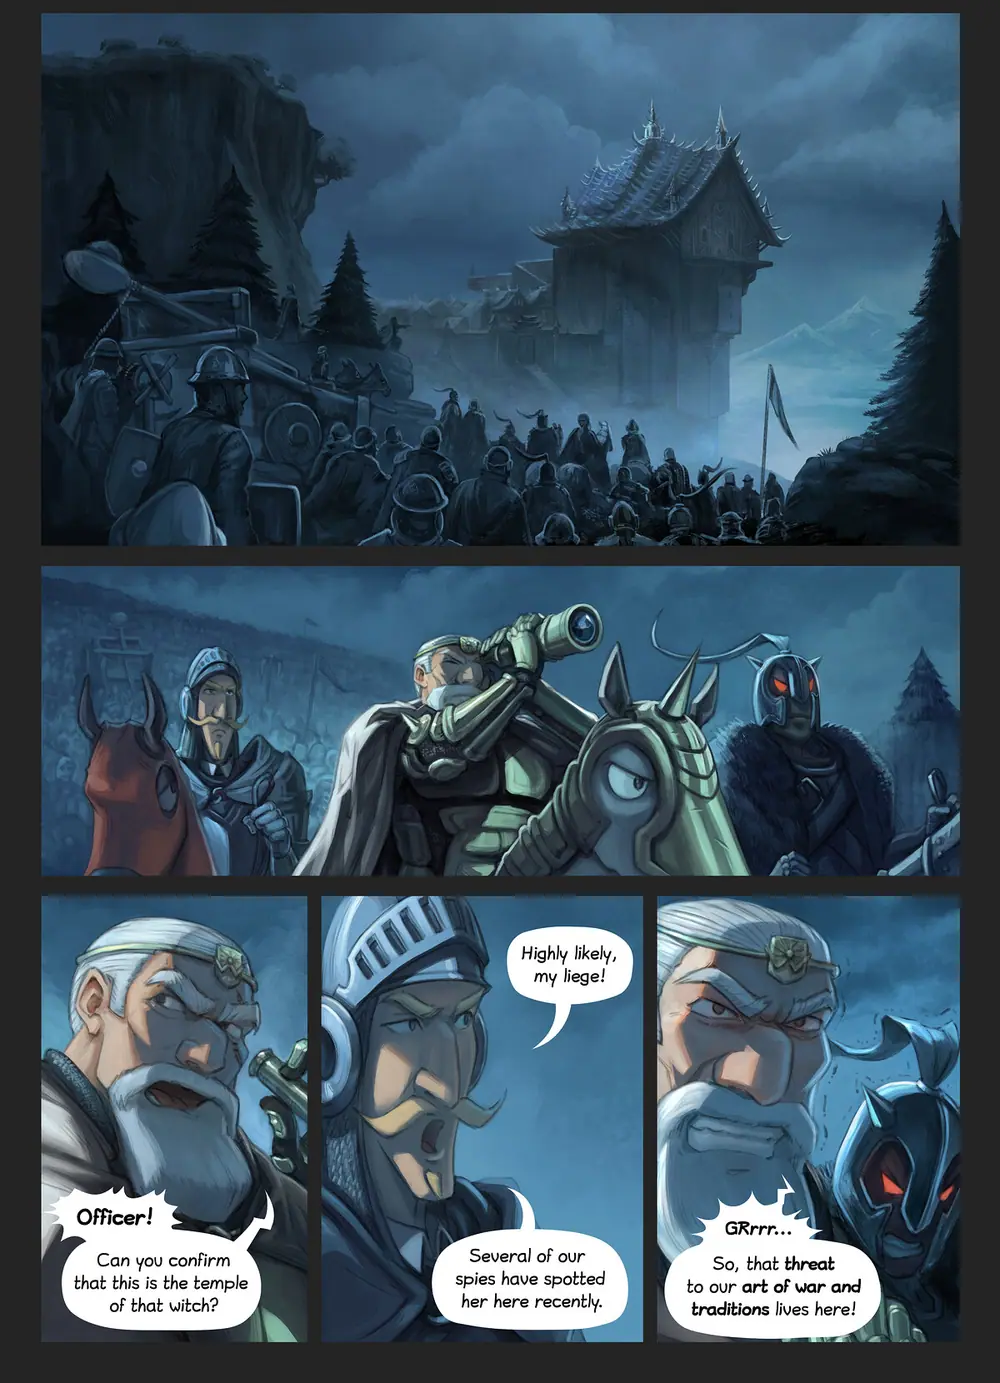 Officer!
Can you confirm
that this is the temple
of that witch?
Highly likely,
my liege!
Several of our
spies have spotted
her here recently.
GRrrr...
So, that threat
to our art of war and
traditions lives here!